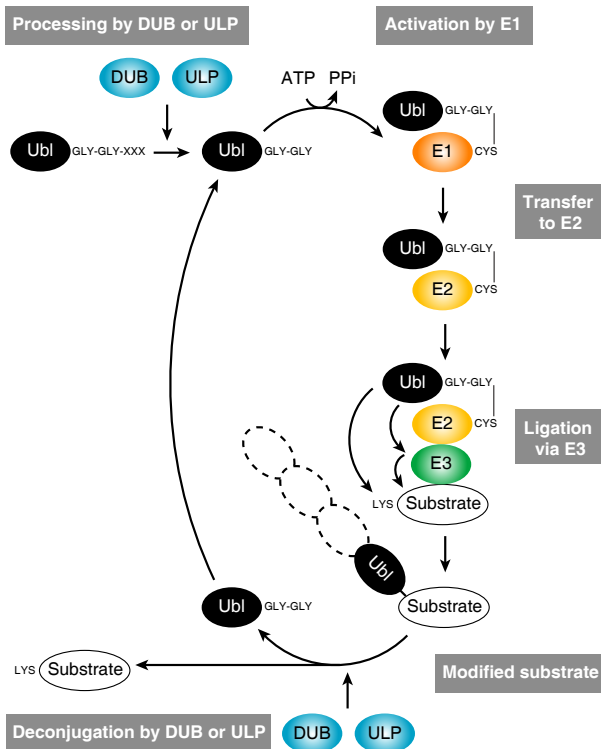 Processing by DUB or ULP
Activation by E1
DUB
ULP
ATP PPi
Ubl GLY-GLY
E1 CYS
Ubl GLY-GLY-XXX
Ubl GLY-GLY
Transfer
to E2
Ubl GLY-GLY
E2 CYS
Ubl GLY-GLY
E2 CYS
Ligation
via E3
E3
LYS Substrate
Ubl
Ubl GLY-GLY
Substrate
LYS Substrate
Modified substrate
Deconjugation by DUB or ULP
DUB
ULP